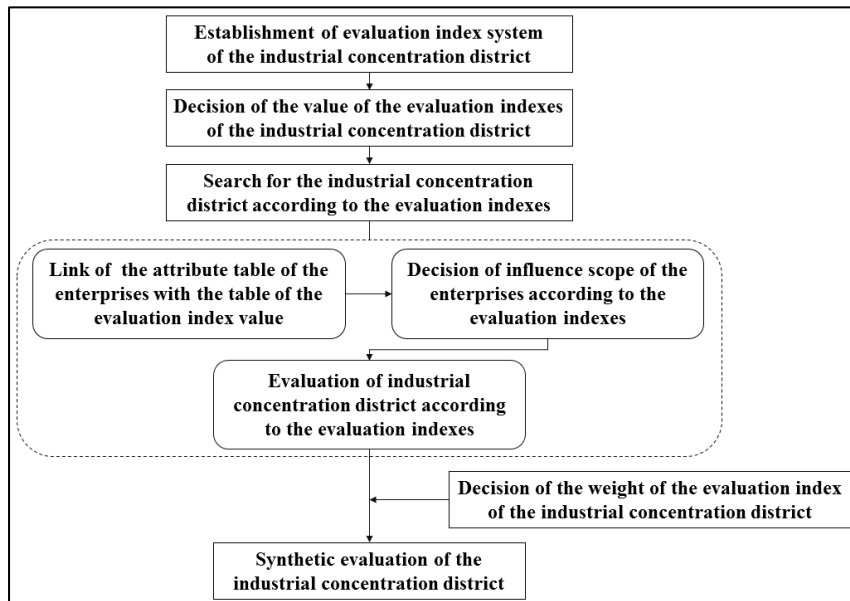 Establishment of evaluation index system
of the industrial concentration district
Decision of the value of the evaluation indexes
of the industrial concentration district
Search for the industrial concentration
district according to the evaluation indexes
Link of the attribute table of the
enterprises with the table of the
evaluation index value
Decision of influence scope of the
enterprises according to the
evaluation indexes
Evaluation of industrial
concentration district according
to the evaluation indexes
Decision of the weight of the evaluation index
of the industrial concentration district
Synthetic evaluation of the
industrial concentration district